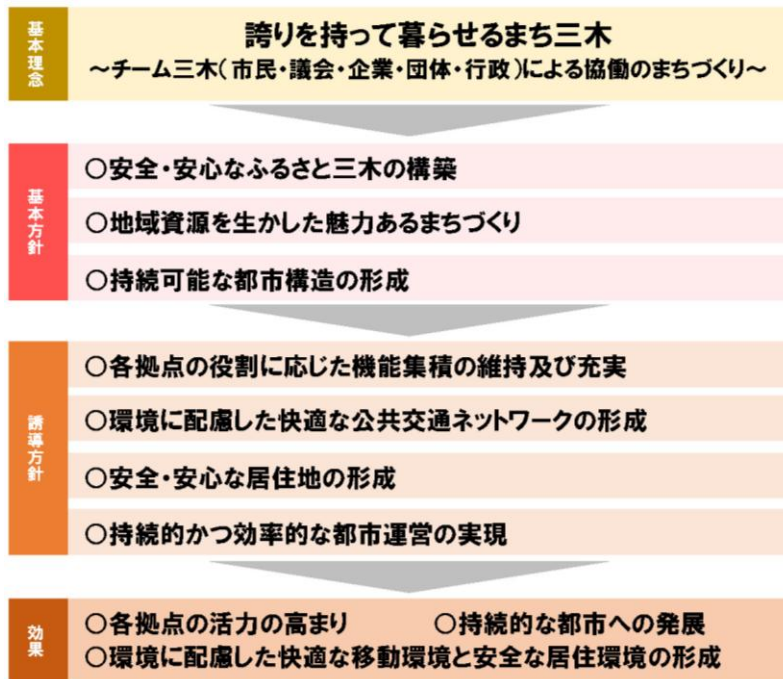 基本理念
誇りを持って暮らせるまち三木
～チーム三木(市民・議会・企業・団体・行政)による協働のまちづくり～
基本方針
○安全・安心なふるさと三木の構築
○地域資源を生かした魅力あるまちづくり
○持続可能な都市構造の形成
誘導方針
○各拠点の役割に応じた機能集積の維持及び充実
○環境に配慮した快適な公共交通ネットワークの形成
○安全・安心な居住地の形成
○持続的かつ効率的な都市運営の実現
効果
○各拠点の活力の高まり ○持続的な都市への発展
○環境に配慮した快適な移動環境と安全な居住環境の形成